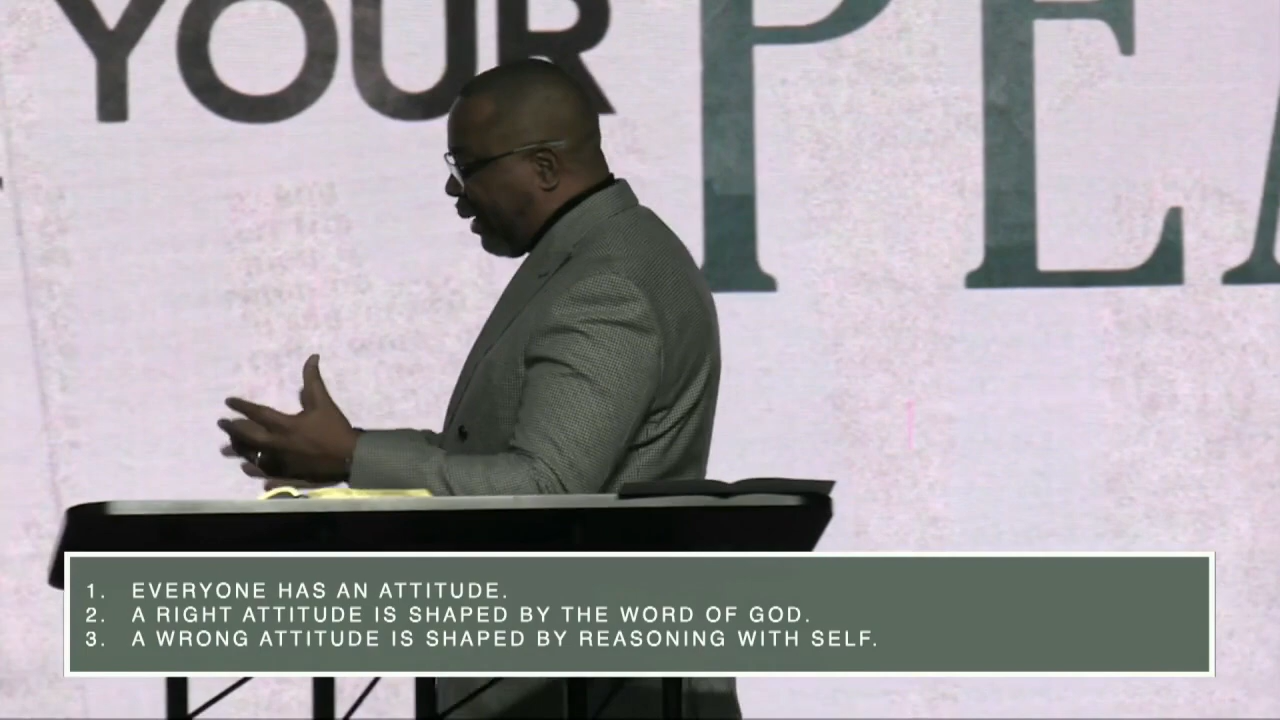 YOUR PEA
1. EVERYONE HAS AN ATTITUDE.
2. A RIGHT ATTITUDE IS SHAPED BY THE WORD OF GOD.
3. A WRONG ATTITUDE IS SHAPED BY REASONING WITH SELF.